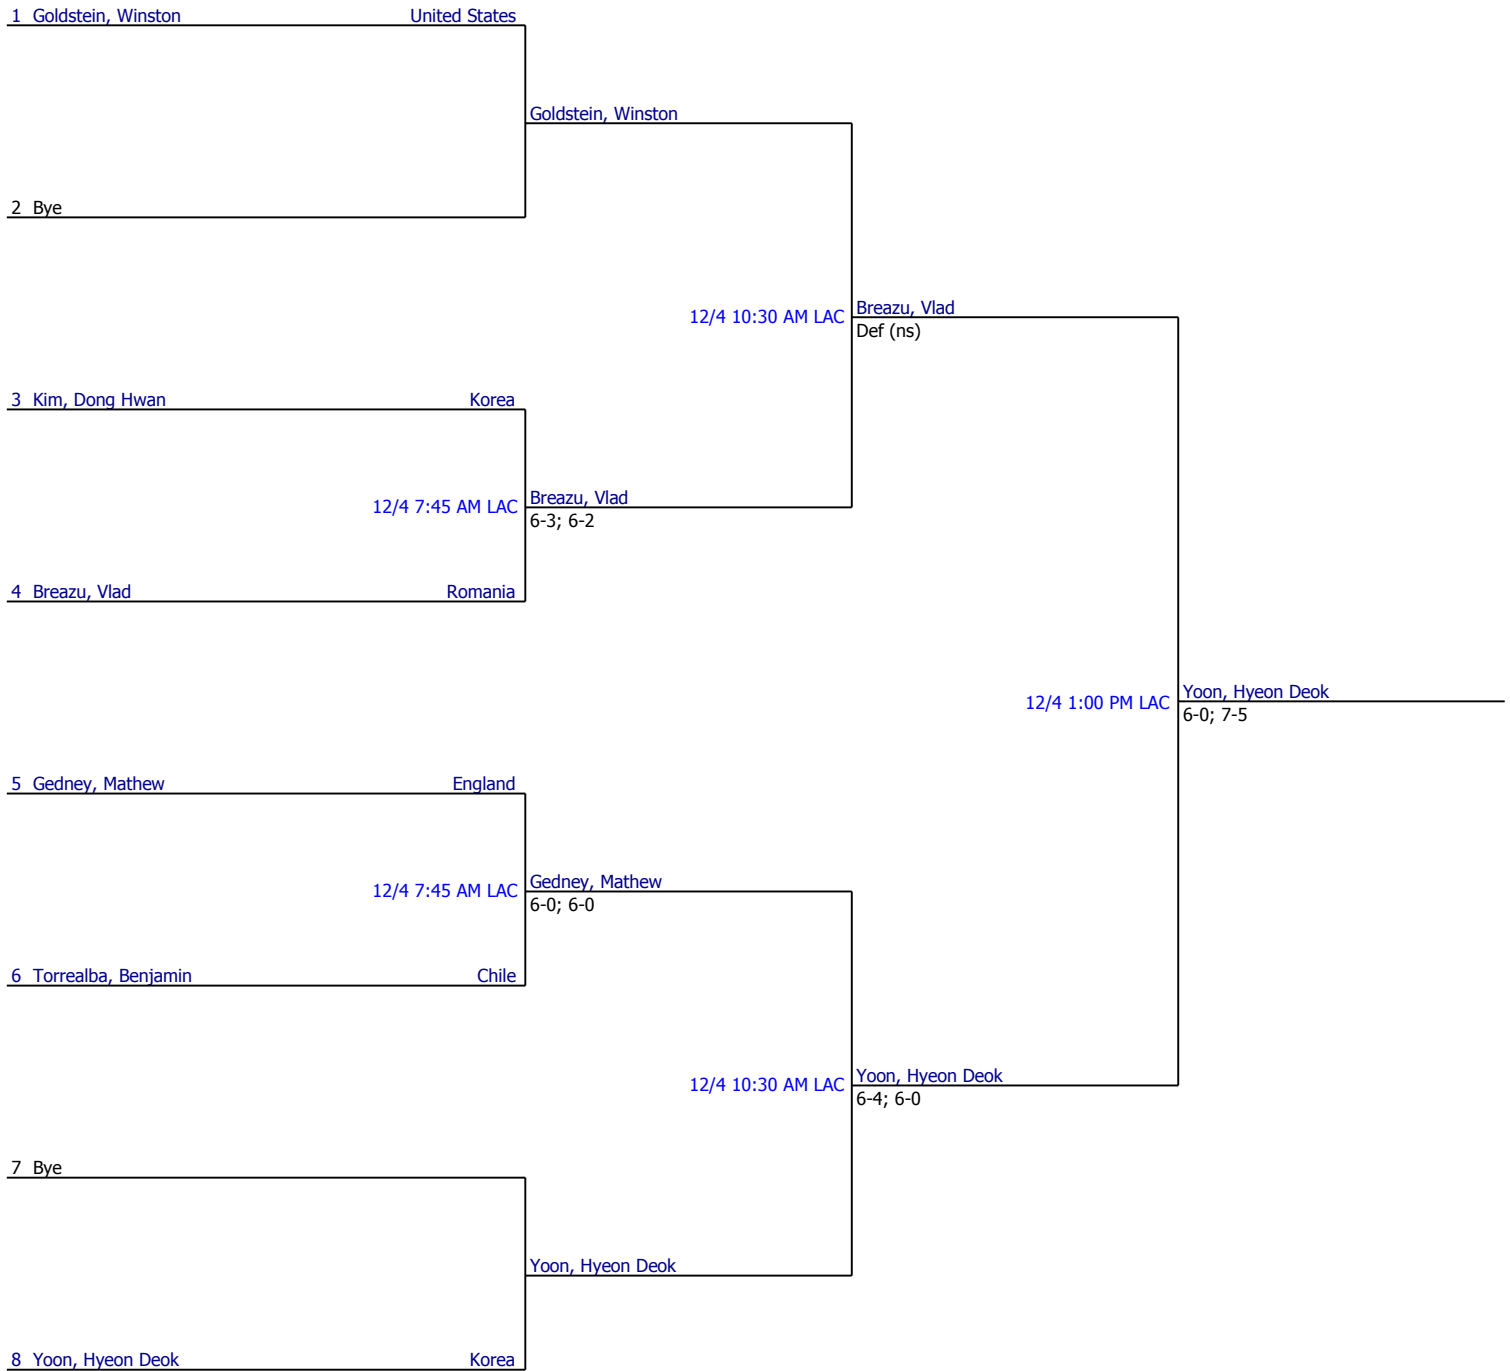 1 Goldstein, Winston United States
Goldstein, Winston
2 Bye
12/4 10:30 AM LAC
Breazu, Vlad
Def (ns)
3 Kim, Dong Hwan Korea
12/4 7:45 AM LAC
Breazu, Vlad
6-3; 6-2
4 Breazu, Vlad Romania
12/4 1:00 PM LAC
Yoon, Hyeon Deok
6-0; 7-5
5 Gedney, Mathew England
12/4 7:45 AM LAC
Gedney, Mathew
6-0; 6-0
6 Torrealba, Benjamin Chile
12/4 10:30 AM LAC
Yoon, Hyeon Deok
6-4; 6-0
7 Bye
Yoon, Hyeon Deok
8 Yoon, Hyeon Deok Korea